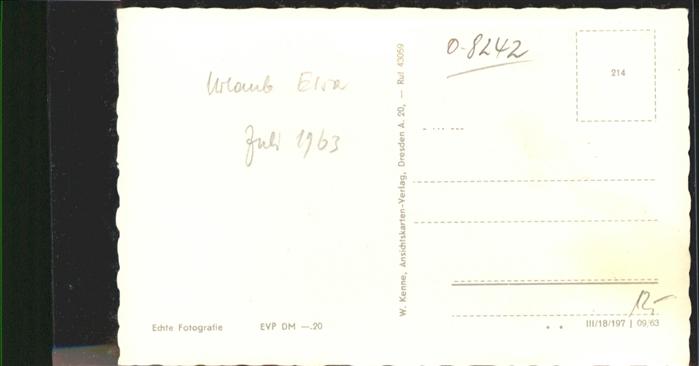 Urlaub
Juli 1963
Echte Fotografie
EVP DM —.20
W. Kenne, Ansichtskarten-Verlag, Dresden A. 20, — Ruf 43059
0-8242
214
III/18/197 | 09/63